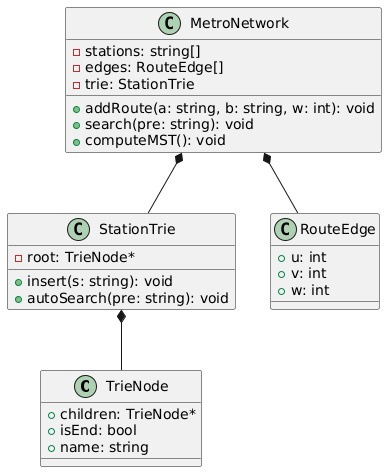 C MetroNetwork
stations: string[]
edges: RouteEdge[]
trie: StationTrie
addRoute(a: string, b: string, w: int): void
search(pre: string): void
computeMST(): void
C StationTrie
root: TrieNode*
insert(s: string): void
autoSearch(pre: string): void
C RouteEdge
u: int
v: int
w: int
C TrieNode
children: TrieNode*
isEnd: bool
name: string